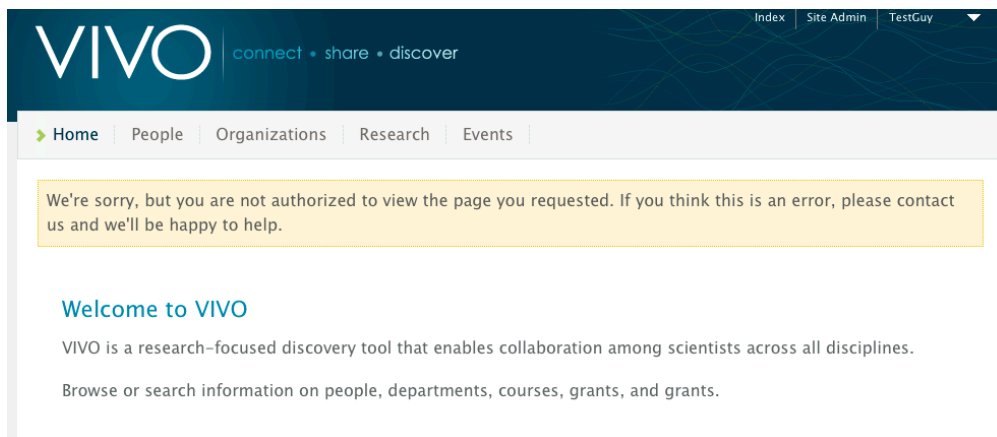 Index Site Admin TestGuy
VIVO connect • share • discover
Home People Organizations Research Events
We're sorry, but you are not authorized to view the page you requested. If you think this is an error, please contact
us and we'll be happy to help.
Welcome to VIVO
VIVO is a research-focused discovery tool that enables collaboration among scientists across all disciplines.
Browse or search information on people, departments, courses, grants, and grants.